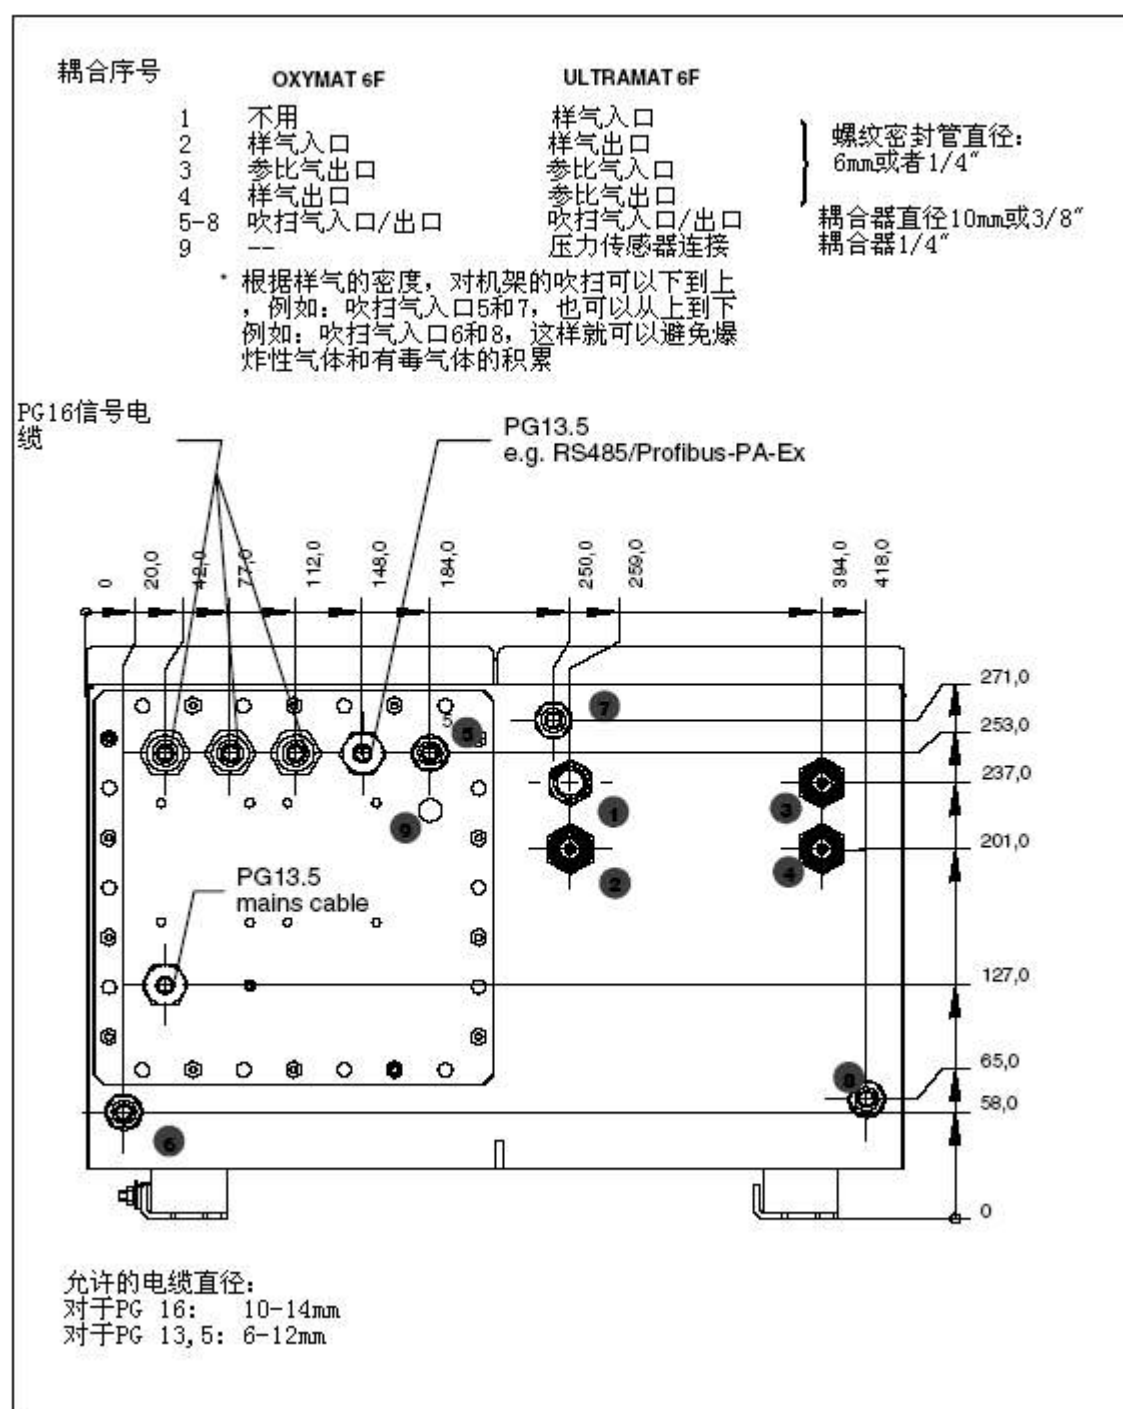 耦合序号 OXYMAT 6F ULTRAMAT 6F
1 不用 样气入口
2 样气入口 样气出口
3 参比气出口 参比气入口
4 样气出口 参比气出口
螺纹密封管直径:
6mm或者1/4"
5-8 吹扫气入口/出口 吹扫气入口/出口 耦合器直径10mm或3/8"
9 -- 压力传感器连接 耦合器1/4"
* 根据样气的密度, 对机架的吹扫可以下到上
, 例如: 吹扫气入口5和7, 也可以从上到下
例如: 吹扫气入口6和8, 这样就可以避免爆
炸性气体和有毒气体的积累
PG16信号电
缆
PG13.5
e.g. RS485/Profibus-PA-Ex
0 20,0 42,0 77,0 112,0 148,0 184,0 250,0 259,0 394,0 418,0
271,0
7
5 5
253,0
237,0
3
1
9
201,0
4
2
PG13.5
mains cable
127,0
65,0
8
58,0
6
0
允许的电缆直径:
对于PG 16: 10-14mm
对于PG 13,5: 6-12mm